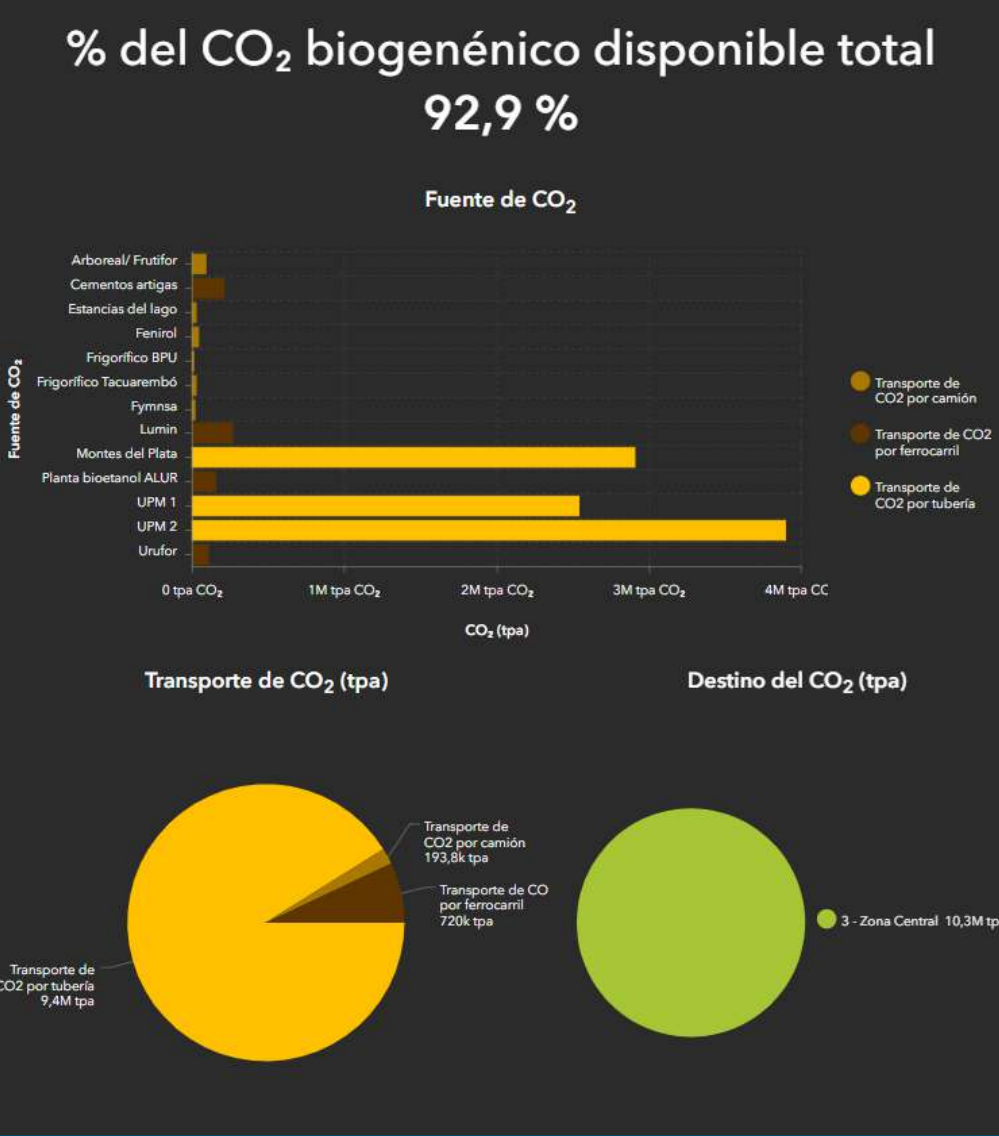 % del CO₂ biogenénico disponible total
92,9 %
Fuente de CO₂
Fuente de CO₂
Arboreal/ Frutifor
Cementos artigas
Estancias del lago
Fenirol
Frigorífico BPU
Frigorífico Tacuarembó
Fymnsa
Lumin
Montes del Plata
Planta bioetanol ALUR
UPM 1
UPM 2
Urufor
0 tpa CO₂
1M tpa CO₂
2M tpa CO₂
3M tpa CO₂
4M tpa CC
CO₂ (tpa)
Transporte de
CO2 por camión
Transporte de CO2
por ferrocarril
Transporte de
CO2 por tubería
Transporte de CO₂ (tpa)
Transporte de
CO2 por camión
193,8k tpa
Transporte de CO
por ferrocarril
720k tpa
Transporte de
CO2 por tubería
9,4M tpa
Destino del CO₂ (tpa)
3 - Zona Central 10,3M tp